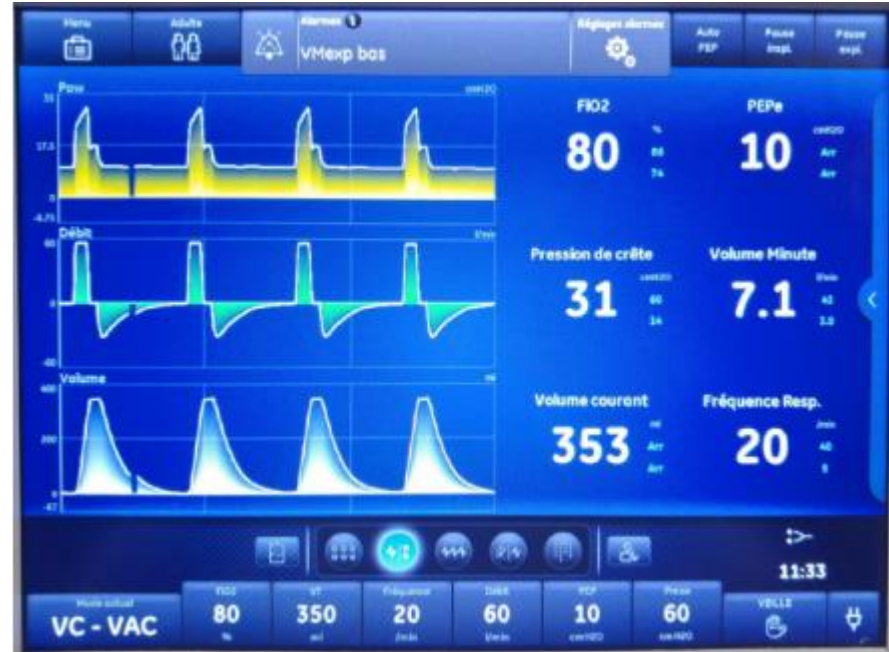 Menu
Adulte
Alarmes
VMexp bas
Réglages alarmes
Auto PEP
Pause inspi.
Pause expi.
Paw
cmH2O
17.5
0
-8.75
FiO2
80
%
PEPe
10
cmH2O
Arr
Arr
Débit
l/min
60
0
-60
Pression de crête
31
cmH2O
60
14
Volume Minute
7.1
l/min
Volume
ml
400
200
0
Volume courant
353
ml
Arr
Arr
Fréquence Resp.
20
/min
40
11:33
Mode actuel
VC - VAC
FiO2
80
%
VT
350
ml
Fréquence
20
/min
Débit
60
l/min
PEP
10
cmH2O
Pmax
60
cmH2O
VEILLE